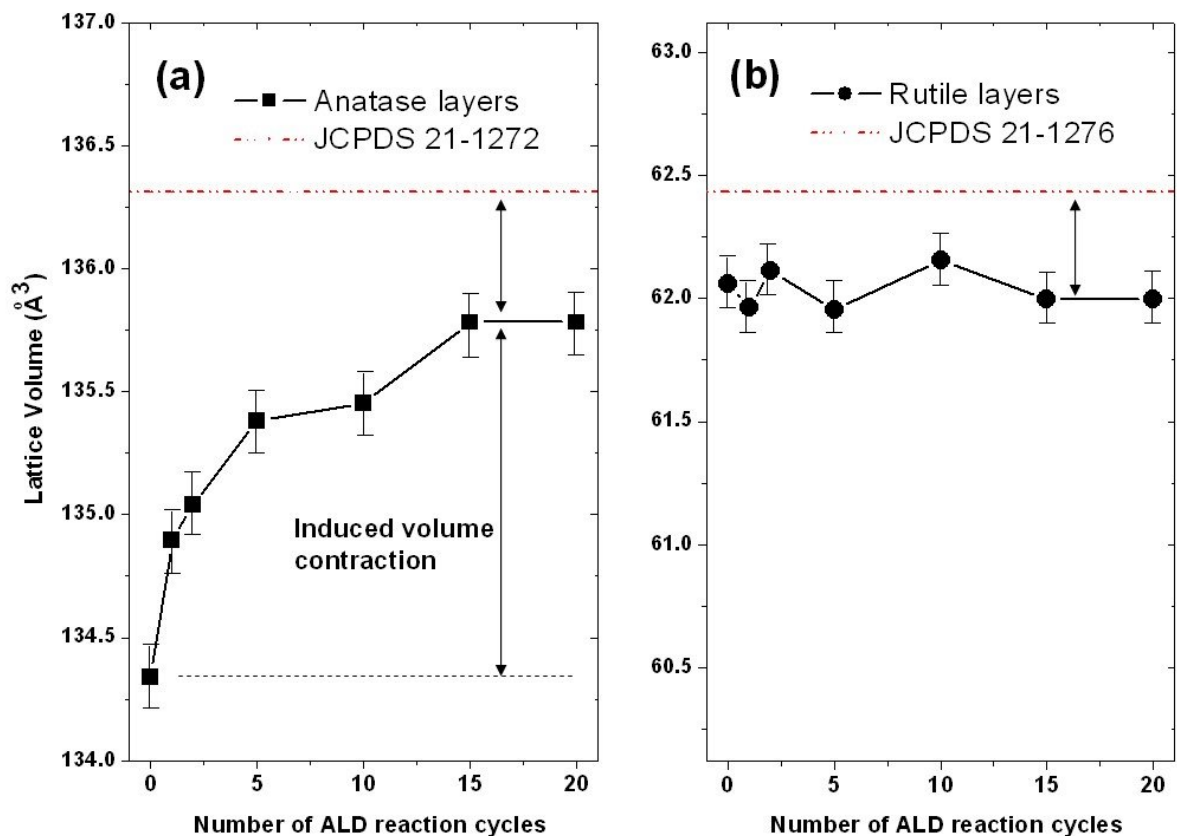 (a)
Anatase layers
JCPDS 21-1272
Induced volume
contraction
Lattice Volume (Å^3)
137.0
136.5
136.0
135.5
135.0
134.5
134.0
0 5 10 15 20
Number of ALD reaction cycles
(b)
Rutile layers
JCPDS 21-1276
63.0
62.5
62.0
61.5
61.0
60.5
0 5 10 15 20
Number of ALD reaction cycles